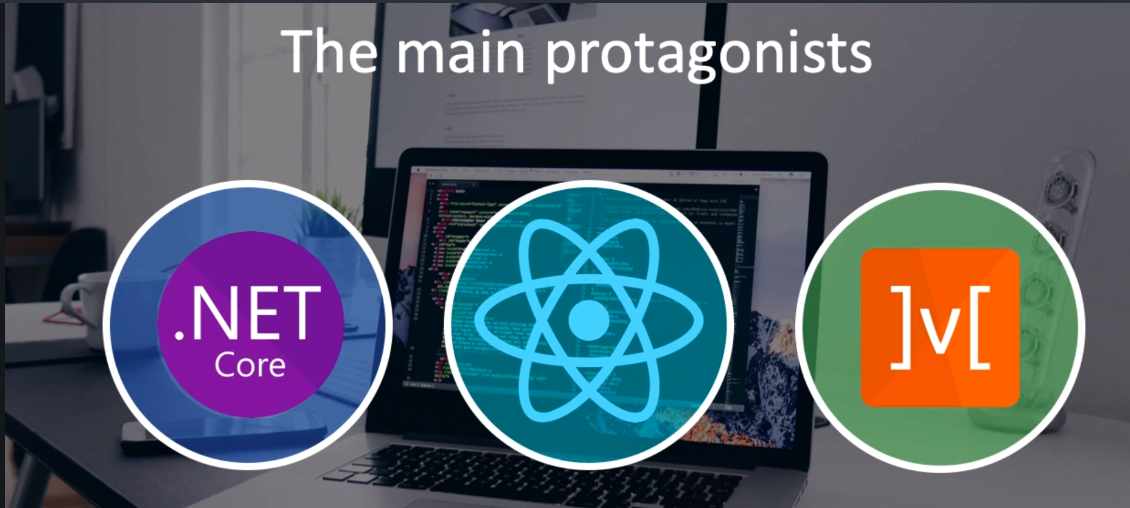 The main protagonists
.NET
Core
]v[